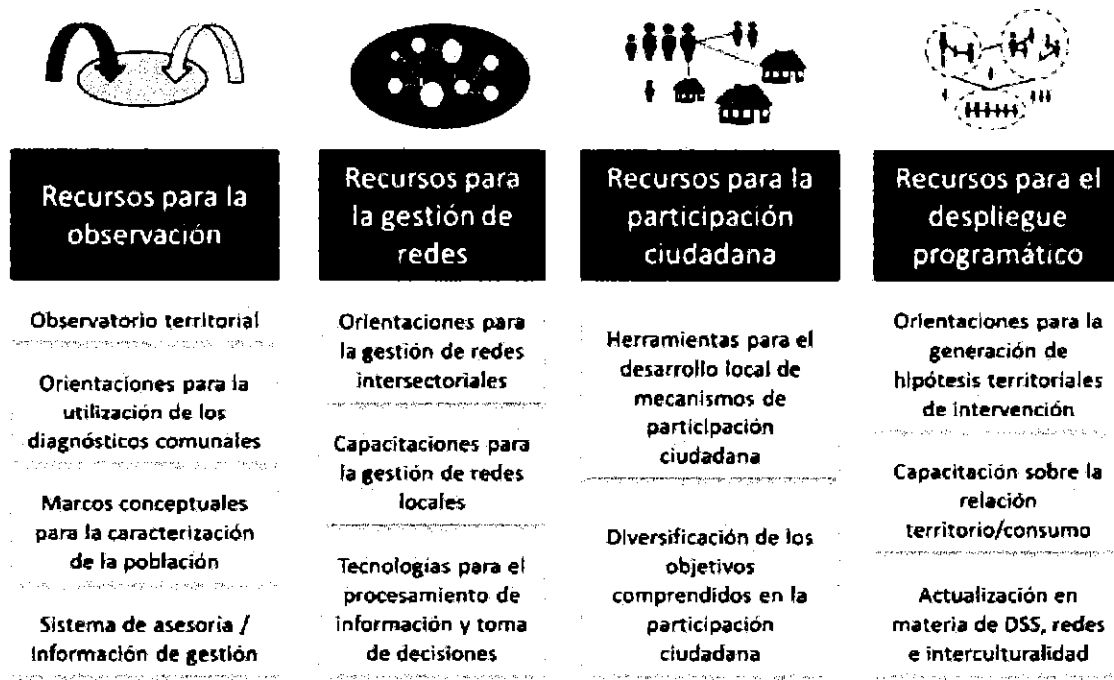 Recursos para la
observación
Observatorio territorial
Orientaciones para la
utilización de los
diagnósticos comunales
Marcos conceptuales
para la caracterización
de la población
Sistema de asesoría /
Información de gestión
Recursos para
la gestión de
redes
Orientaciones para
la gestión de redes
intersectoriales
Capacitaciones para
la gestión de redes
locales
Tecnologías para el
procesamiento de
información y toma
de decisiones
Recursos para la
participación
ciudadana
Herramientas para el
desarrollo local de
mecanismos de
participación
ciudadana
Diversificación de los
objetivos
comprendidos en la
participación
ciudadana
Recursos para el
despliegue
programático
Orientaciones para la
generación de
hipótesis territoriales
de intervención
Capacitación sobre la
relación
territorio/consumo
Actualización en
materia de DSS, redes
e interculturalidad